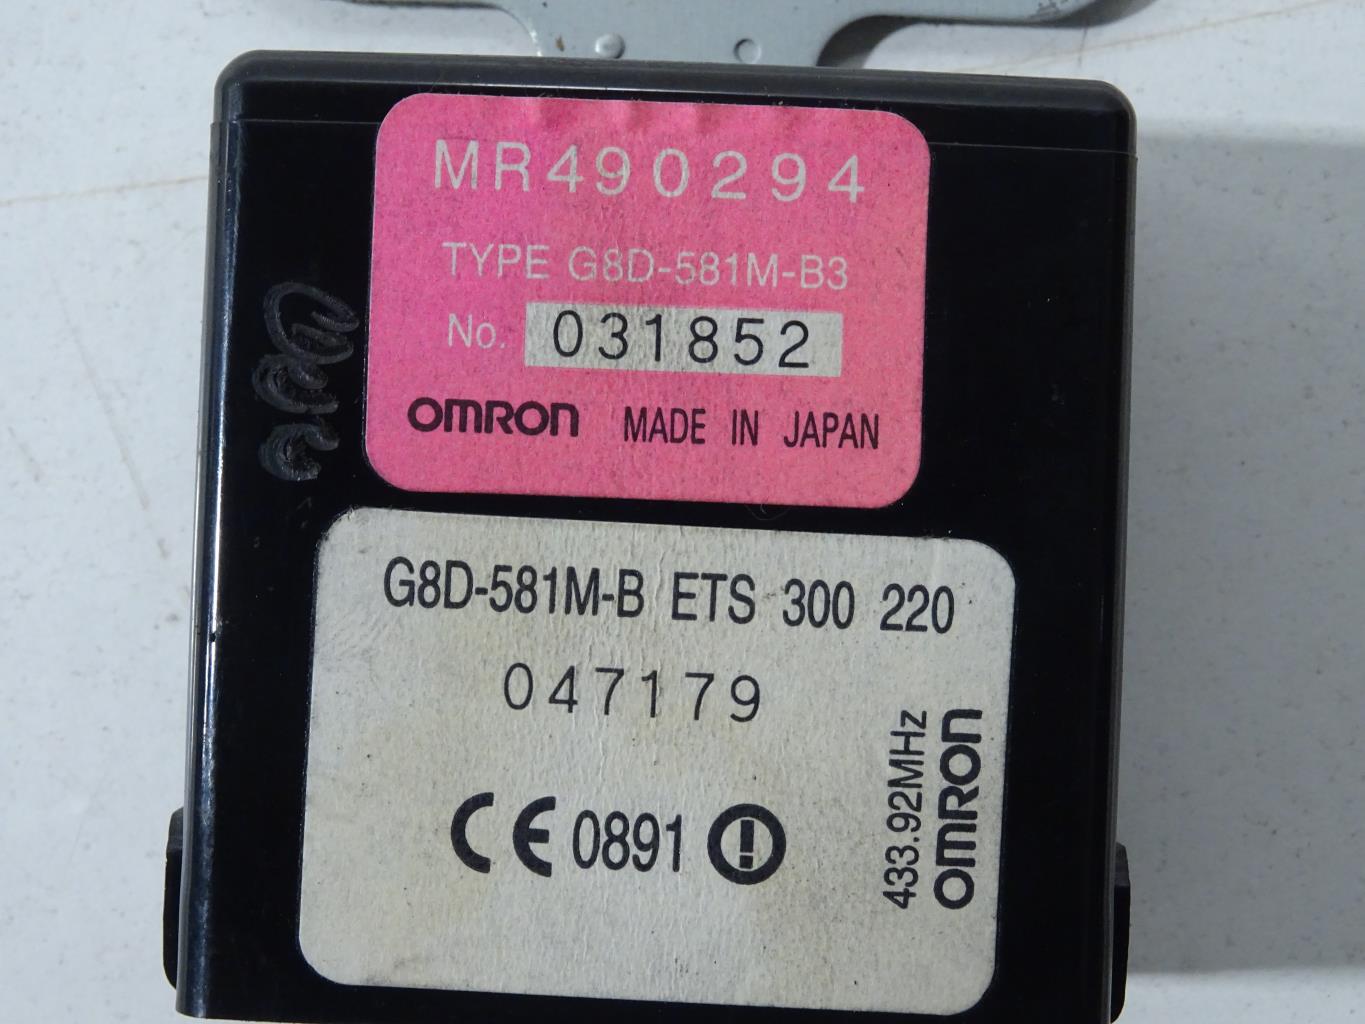 MR490294
TYPE G8D-581M-B3
No. 031852
OMRON MADE IN JAPAN
G8D-581M-B ETS 300 220
047179
CE 0891
433.92MHz
OMRON